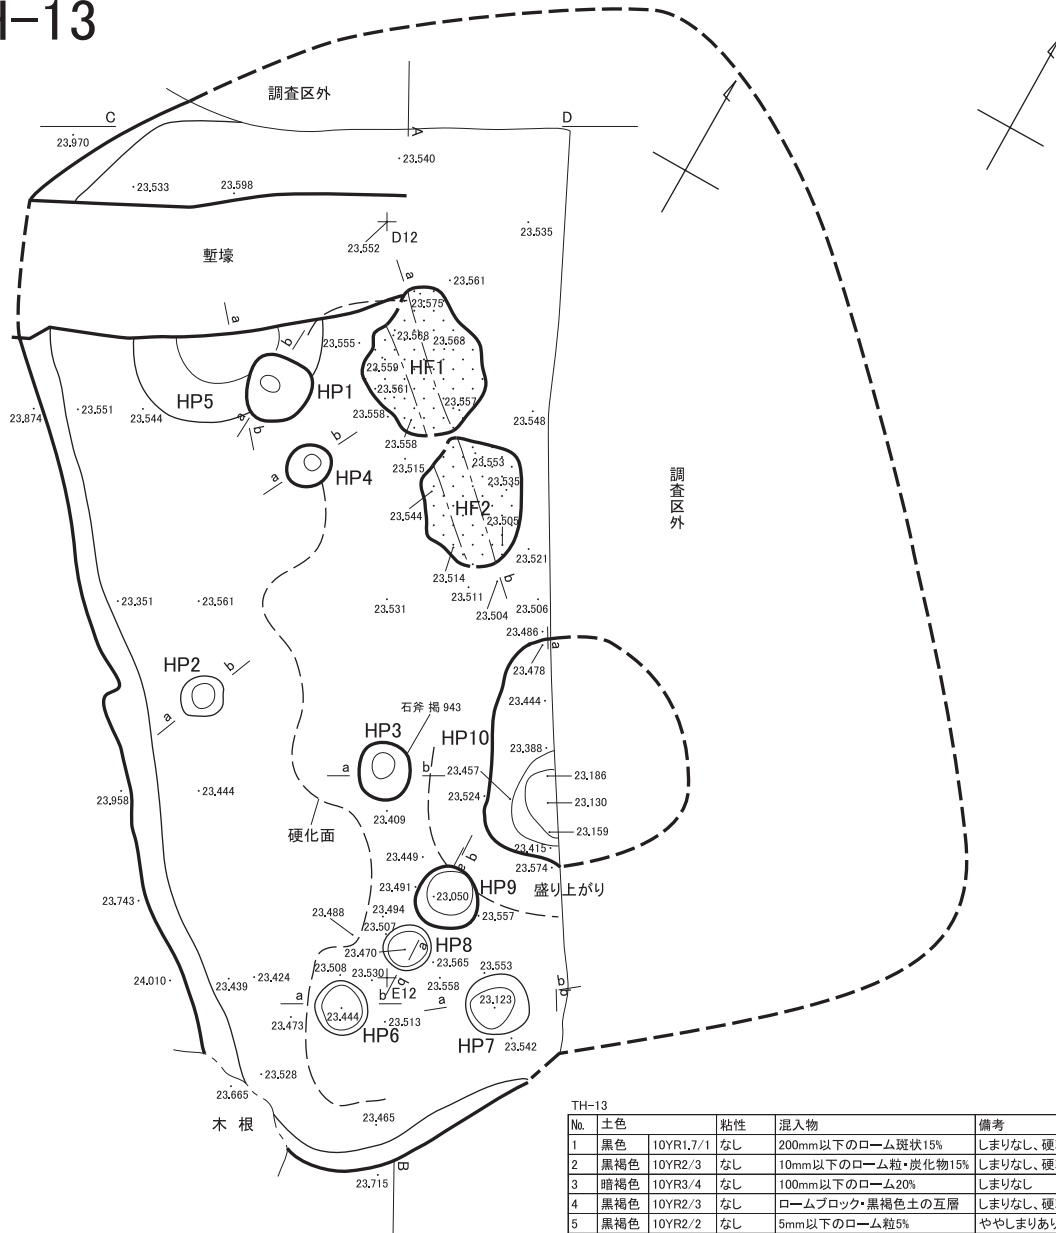 H-13
調査区外
C
A
D
23.970
23.540
23.533
23.598
D12
23.552
23.535
塹壕
a
23.561
23.575
a
b
23.555
23.568
23.568
23.559
HF1
23.561
HP5
HP1
23.557
23.558
23.874
23.551
23.544
a
b
23.548
23.558
b
23.515
23.553
HP4
a
23.535
調査区外
23.544
HF2
23.505
23.521
23.514
b
23.511
23.504
23.351
23.561
23.531
23.506
23.486
a
HP2
b
23.478
23.444
a
石斧 掲 943
HP3
HP10
23.388
a
b
23.457
23.186
23.958
23.444
23.524
23.130
23.409
23.159
硬化面
23.415
23.449
a
b
23.574
23.491
HP9
盛り上がり
23.050
23.743
23.488
23.494
23.557
23.507
HP8
23.470
a
23.565
23.508
23.530
23.553
24.010
23.439
23.424
b
E12
23.558
b
b
a
b
a
23.123
23.473
23.444
23.513
HP6
HP7
23.542
23.528
23.665
木 根
23.465
B
23.715
TH-13
No. 土色 粘性 混入物 備考
1 黒色 10YR1.7/1 なし 200mm以下のローム斑状15% しまりなし、硬
2 黒褐色 10YR2/3 なし 10mm以下のローム粒・炭化物15% しまりなし、硬
3 暗褐色 10YR3/4 なし 100mm以下のローム20% しまりなし
4 黒褐色 10YR2/3 なし ロームブロック・黒褐色土の互層 しまりなし、硬
5 黒褐色 10YR2/2 なし 5mm以下のローム粒5% ややしまりあり